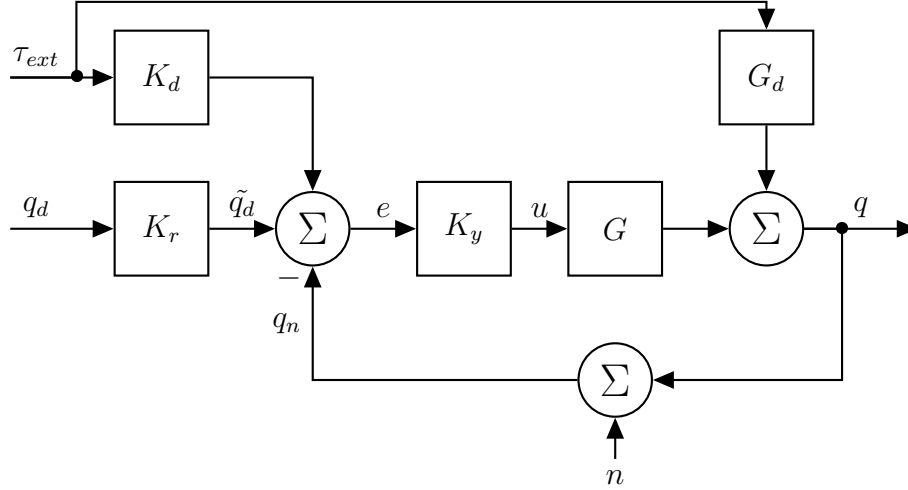 τ_ext
K_d
G_d
q_d
K_r
q̃_d
Σ
e
K_y
u
G
Σ
q
−
q_n
Σ
n